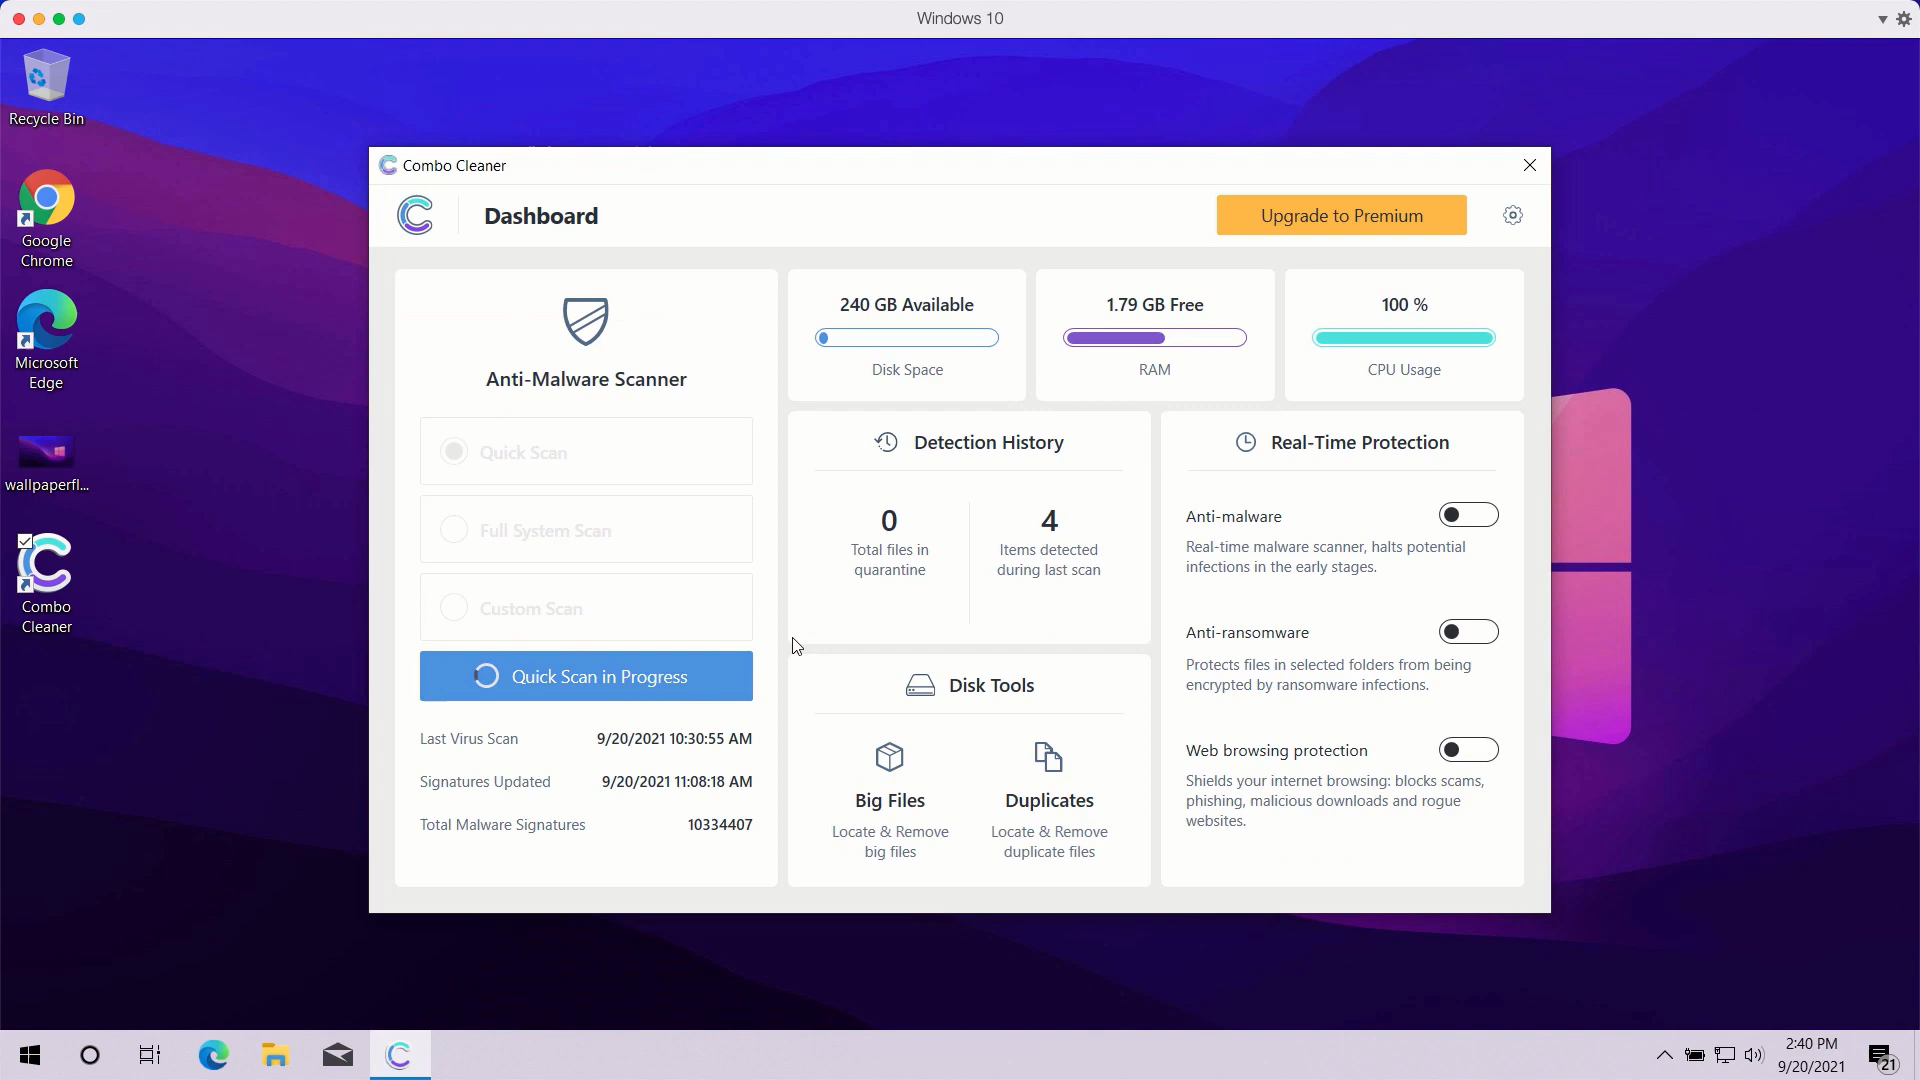 Windows 10
Recycle Bin
Google
Chrome
Microsoft
Edge
wallpaperfl...
Combo
Cleaner
Combo Cleaner
Dashboard
Upgrade to Premium
Anti-Malware Scanner
Quick Scan
Full System Scan
Custom Scan
Quick Scan in Progress
Last Virus Scan 9/20/2021 10:30:55 AM
Signatures Updated 9/20/2021 11:08:18 AM
Total Malware Signatures 10334407
240 GB Available
Disk Space
1.79 GB Free
RAM
100 %
CPU Usage
Detection History
0
Total files in
quarantine
4
Items detected
during last scan
Disk Tools
Big Files
Locate & Remove
big files
Duplicates
Locate & Remove
duplicate files
Real-Time Protection
Anti-malware
Real-time malware scanner, halts potential
infections in the early stages.
Anti-ransomware
Protects files in selected folders from being
encrypted by ransomware infections.
Web browsing protection
Shields your internet browsing: blocks scams,
phishing, malicious downloads and rogue
websites.
2:40 PM
9/20/2021
21